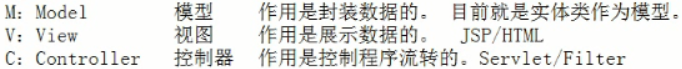 M: Model 模型 作用是封装数据的。 目前就是实体类作为模型。
V: View 视图 作用是展示数据的。 JSP/HTML
C: Controller 控制器 作用是控制程序流转的。Servlet/Filter